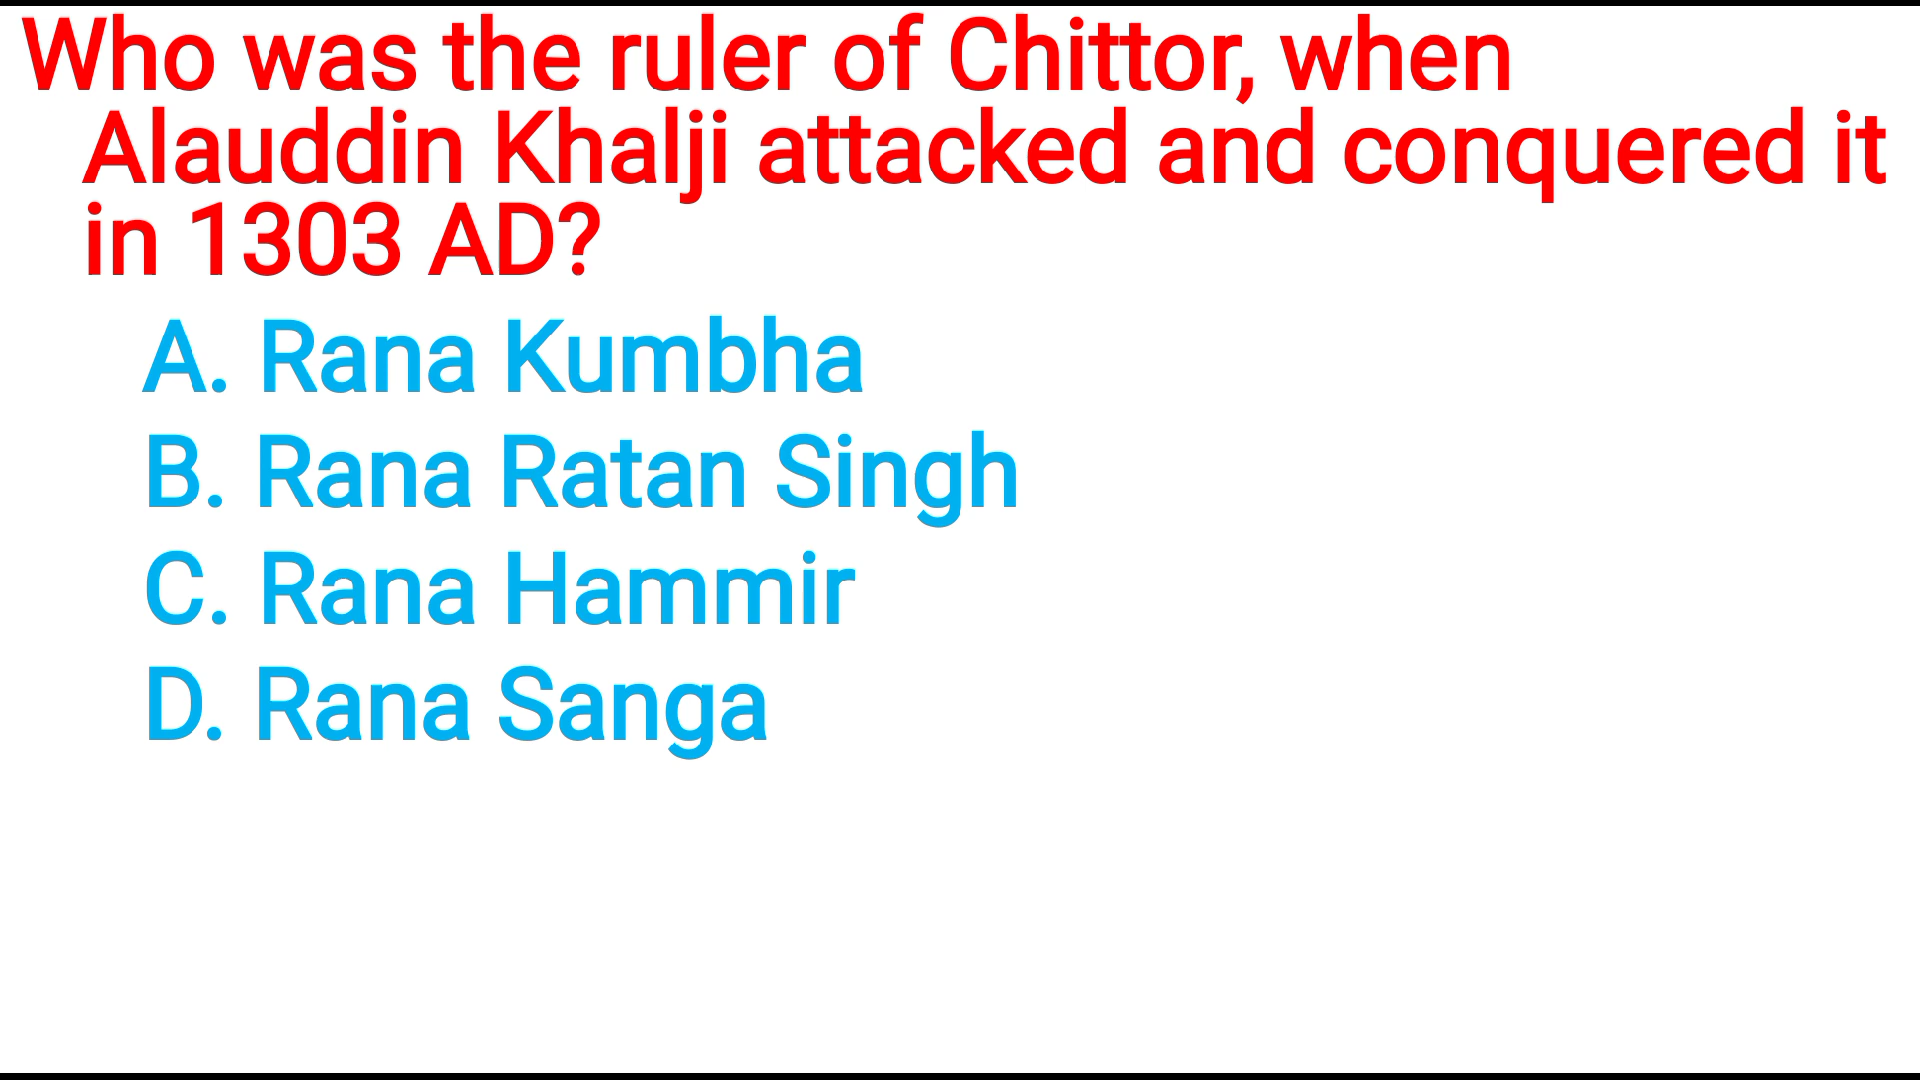 Who was the ruler of Chittor, when
Alauddin Khalji attacked and conquered it
in 1303 AD?
A. Rana Kumbha
B. Rana Ratan Singh
C. Rana Hammir
D. Rana Sanga